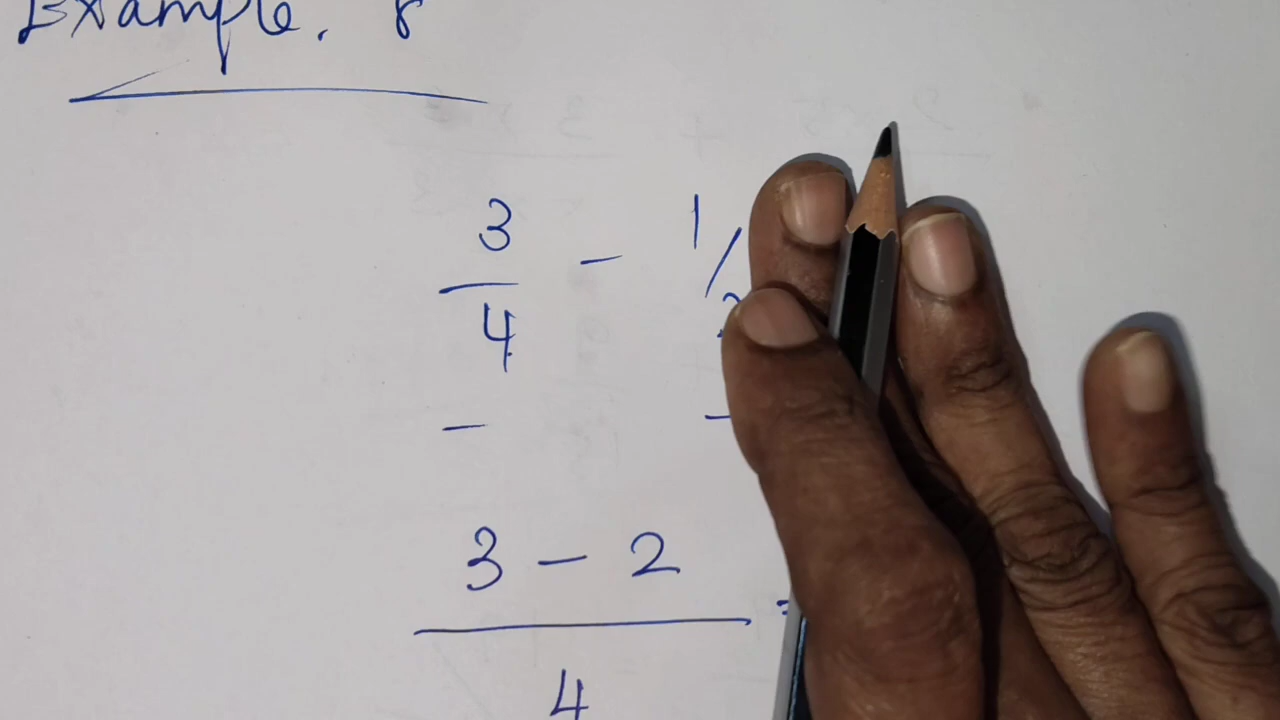 Example. 8
3/4 - 1/
- -
3 - 2 =
4